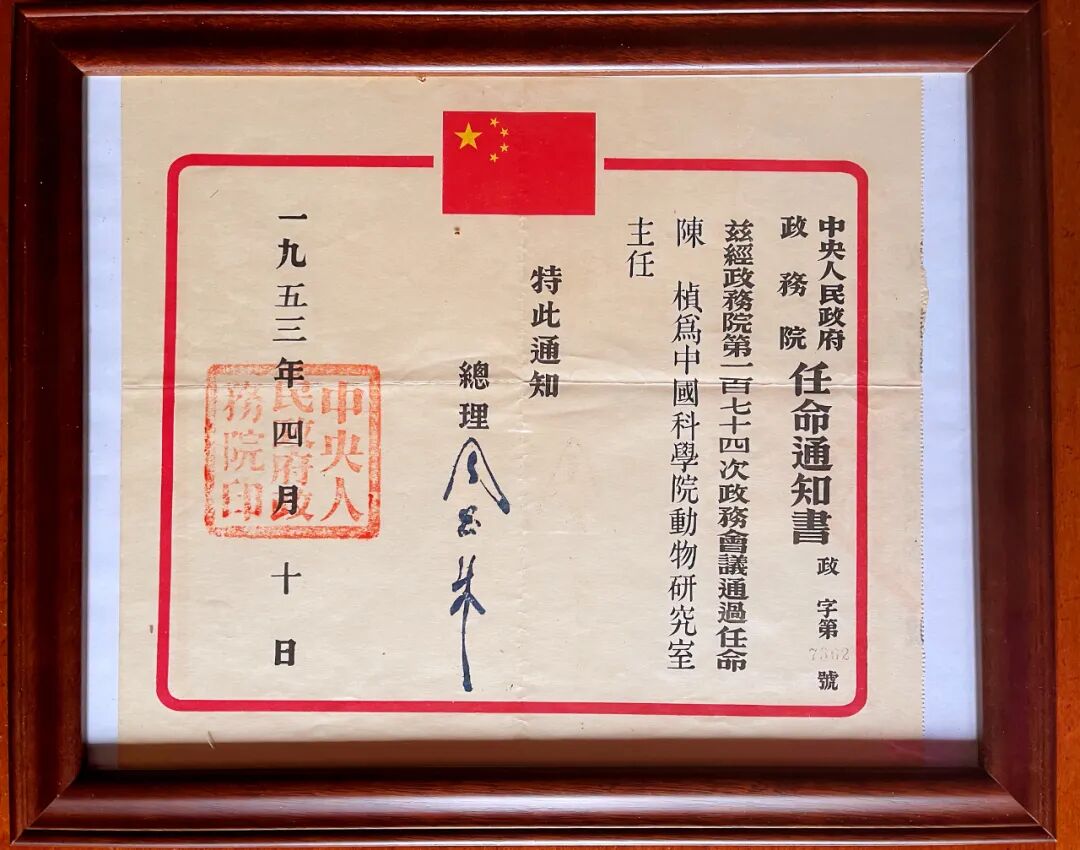 中央人民政府
政務院
任命通知書
政字第7362號
茲經政務院第一百七十四次政務會議通過任命
陳楨爲中國科學院動物研究室
主任
特此通知
總理周恩來
一九五三年四月十日
中央人
民政府政
務院印